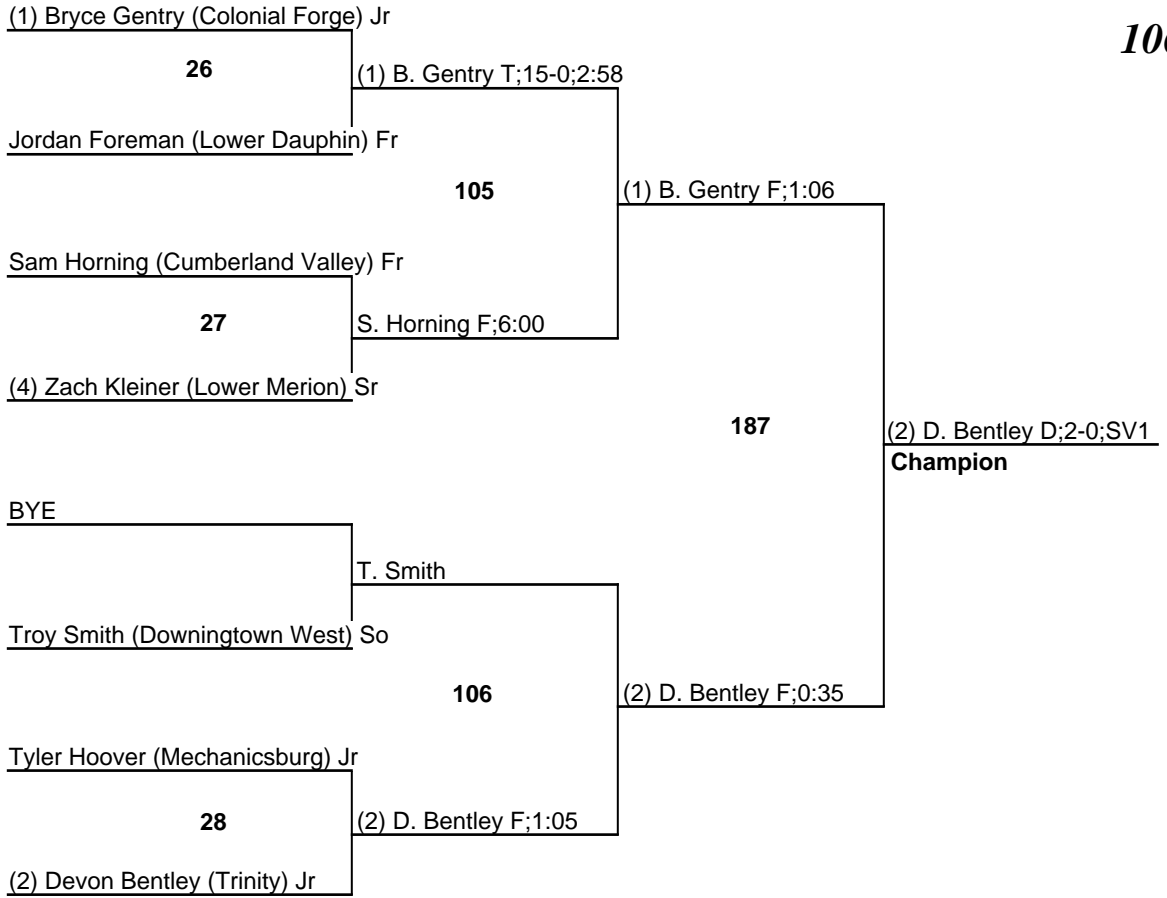 (1) Bryce Gentry (Colonial Forge) Jr
26
(1) B. Gentry T;15-0;2:58
Jordan Foreman (Lower Dauphin) Fr
105
(1) B. Gentry F;1:06
Sam Horning (Cumberland Valley) Fr
27
S. Horning F;6:00
(4) Zach Kleiner (Lower Merion) Sr
187
(2) D. Bentley D;2-0;SV1
Champion
BYE
T. Smith
Troy Smith (Downingtown West) So
106
(2) D. Bentley F;0:35
Tyler Hoover (Mechanicsburg) Jr
28
(2) D. Bentley F;1:05
(2) Devon Bentley (Trinity) Jr